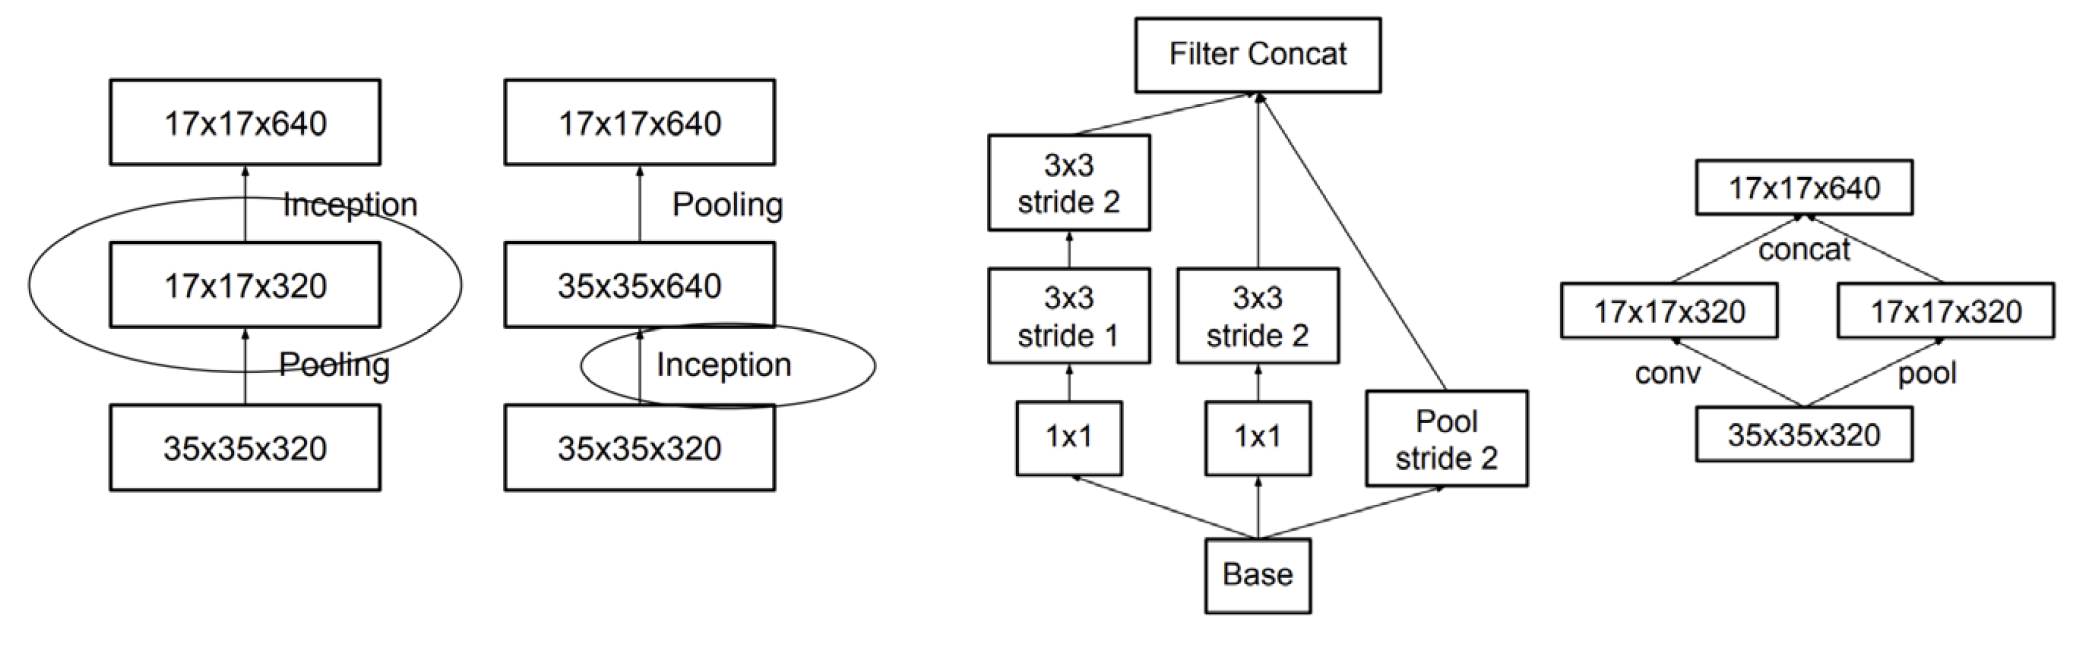 17x17x640
Inception
17x17x320
Pooling
35x35x320
17x17x640
Pooling
35x35x640
Inception
35x35x320
Filter Concat
3x3
stride 2
3x3
stride 1
1x1
3x3
stride 2
1x1
Pool
stride 2
Base
17x17x640
concat
17x17x320
17x17x320
conv
pool
35x35x320